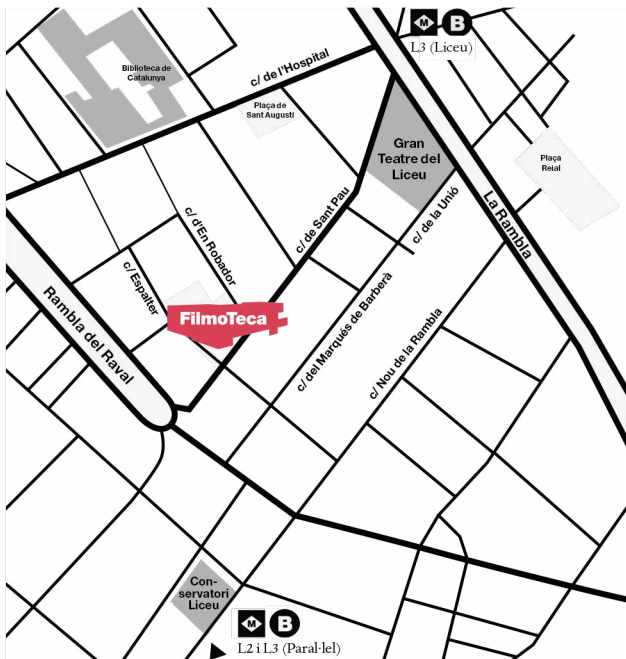 M B
L3 (Liceu)
Biblioteca de
Catalunya
c/ de l'Hospital
Plaça de
Sant Augustí
Gran
Teatre del
Liceu
Plaça
Reial
c/ d'En Robador
c/ de Sant Pau
c/ de la Unió
La Rambla
c/ Espalter
Rambla del Raval
FilmoTeca
c/ del Marqués de Barberà
c/ Nou de la Rambla
Con-
servatori
Liceu
M B
L2 i L3 (Paral·lel)